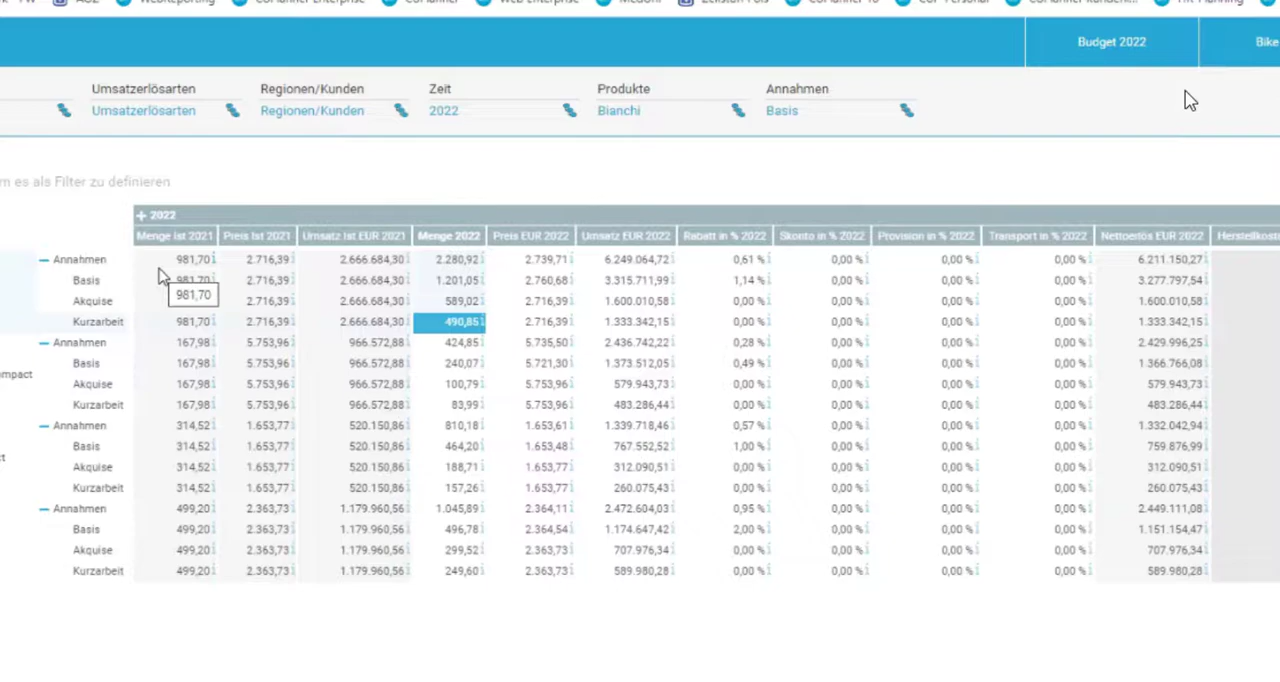 Budget 2022 Bike
Umsatzerlösarten Regionen/Kunden Zeit Produkte Annahmen
Umsatzerlösarten Regionen/Kunden 2022 Bianchi Basis
m es als Filter zu definieren
+ 2022
Menge Ist 2021 Preis Ist 2021 Umsatz Ist EUR 2021 Menge 2022 Preis EUR 2022 Umsatz EUR 2022 Rabatt in % 2022 Skonto in % 2022 Provision in % 2022 Transport in % 2022 Nettoerlös EUR 2022 Herstellkost
Annahmen 981,70 2.716,39 2.666.684,30 2.280,92 2.739,71 6.249.064,72 0,61 % 0,00 % 0,00 % 0,00 % 6.211.150,27
Basis 981,70 2.716,39 2.666.684,30 1.201,05 2.760,68 3.315.711,99 1,14 % 0,00 % 0,00 % 0,00 % 3.277.797,54
981,70
Akquise 2.716,39 2.666.684,30 589,02 2.716,39 1.600.010,58 0,00 % 0,00 % 0,00 % 0,00 % 1.600.010,58
Kurzarbeit 981,70 2.716,39 2.666.684,30 490,85 2.716,39 1.333.342,15 0,00 % 0,00 % 0,00 % 0,00 % 1.333.342,15
Annahmen 167,98 5.753,96 966.572,88 424,85 5.735,50 2.436.742,22 0,28 % 0,00 % 0,00 % 0,00 % 2.429.996,25
Basis 167,98 5.753,96 966.572,88 240,07 5.721,30 1.373.512,05 0,49 % 0,00 % 0,00 % 0,00 % 1.366.766,08
mpact
Akquise 167,98 5.753,96 966.572,88 100,79 5.753,96 579.943,73 0,00 % 0,00 % 0,00 % 0,00 % 579.943,73
Kurzarbeit 167,98 5.753,96 966.572,88 83,99 5.753,96 483.286,44 0,00 % 0,00 % 0,00 % 0,00 % 483.286,44
Annahmen 314,52 1.653,77 520.150,86 810,18 1.653,61 1.339.718,46 0,57 % 0,00 % 0,00 % 0,00 % 1.332.042,94
Basis 314,52 1.653,77 520.150,86 464,20 1.653,48 767.552,52 1,00 % 0,00 % 0,00 % 0,00 % 759.876,99
ct
Akquise 314,52 1.653,77 520.150,86 188,71 1.653,77 312.090,51 0,00 % 0,00 % 0,00 % 0,00 % 312.090,51
Kurzarbeit 314,52 1.653,77 520.150,86 157,26 1.653,77 260.075,43 0,00 % 0,00 % 0,00 % 0,00 % 260.075,43
Annahmen 499,20 2.363,73 1.179.960,56 1.045,89 2.364,11 2.472.604,03 0,95 % 0,00 % 0,00 % 0,00 % 2.449.111,08
Basis 499,20 2.363,73 1.179.960,56 496,78 2.364,54 1.174.647,42 2,00 % 0,00 % 0,00 % 0,00 % 1.151.154,47
Akquise 499,20 2.363,73 1.179.960,56 299,52 2.363,73 707.976,34 0,00 % 0,00 % 0,00 % 0,00 % 707.976,34
Kurzarbeit 499,20 2.363,73 1.179.960,56 249,60 2.363,73 589.980,28 0,00 % 0,00 % 0,00 % 0,00 % 589.980,28